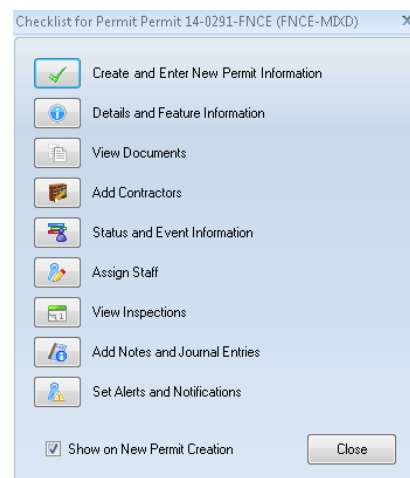 Checklist for Permit Permit 14-0291-FNCE (FNCE-MIXD)
Create and Enter New Permit Information
Details and Feature Information
View Documents
Add Contractors
Status and Event Information
Assign Staff
View Inspections
Add Notes and Journal Entries
Set Alerts and Notifications
Show on New Permit Creation
Close